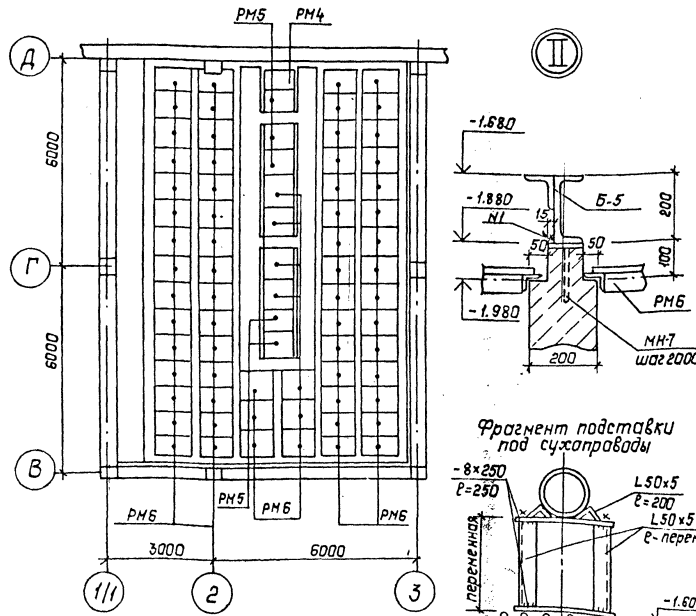 РМ5 РМ4
Д
6000
Г
6000
В
РМ6
РМ5
РМ6
РМ6
3000
6000
1/1
2
3
II
-1.680
-1.880
N1
15
Б-5
200
50
50
100
-1.980
РМ6
МН-7
шаг 2000
200
Фрагмент подставки
под сухопроводы
-8×250
ℓ=250
L50×5
ℓ=200
L50×5
ℓ-перем
переменная
-1.60